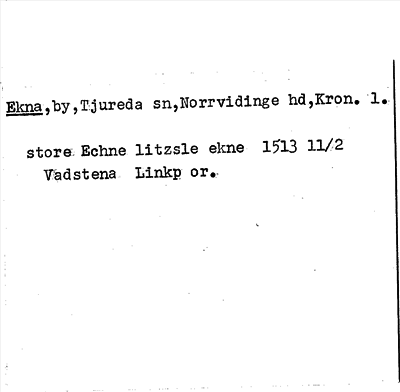 Ekna,by,Tjureda sn,Norrvidinge hd,Kron. l.
store Echne litzsle ekne 1513 11/2
Vadstena Linkp or.